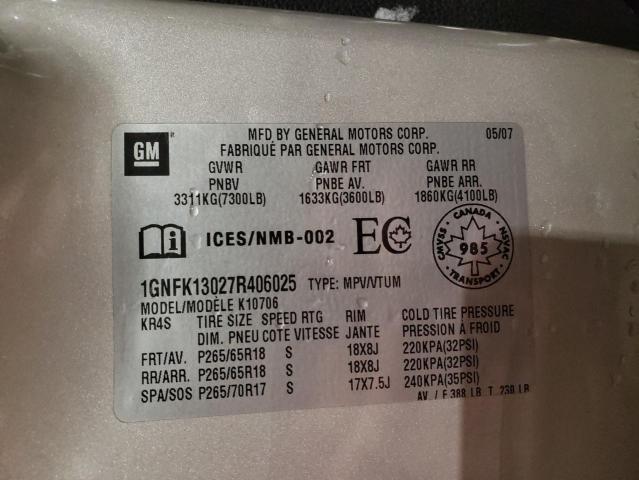 GM
MFD BY GENERAL MOTORS CORP. 05/07
FABRIQUÉ PAR GENERAL MOTORS CORP.
GVWR GAWR FRT GAWR RR
PNBV PNBE AV. PNBE ARR.
3311KG(7300LB) 1633KG(3600LB) 1860KG(4100LB)
i ICES/NMB-002 EC
CANADA CMVSS NSVAC 985 TRANSPORT
1GNFK13027R406025 TYPE: MPV/VTUM
MODEL/MODÈLE K10706
KR4S TIRE SIZE SPEED RTG RIM COLD TIRE PRESSURE
DIM. PNEU COTE VITESSE JANTE PRESSION À FROID
FRT/AV. P265/65R18 S 18X8J 220KPA(32PSI)
RR/ARR. P265/65R18 S 18X8J 220KPA(32PSI)
SPA/SOS P265/70R17 S 17X7.5J 240KPA(35PSI)